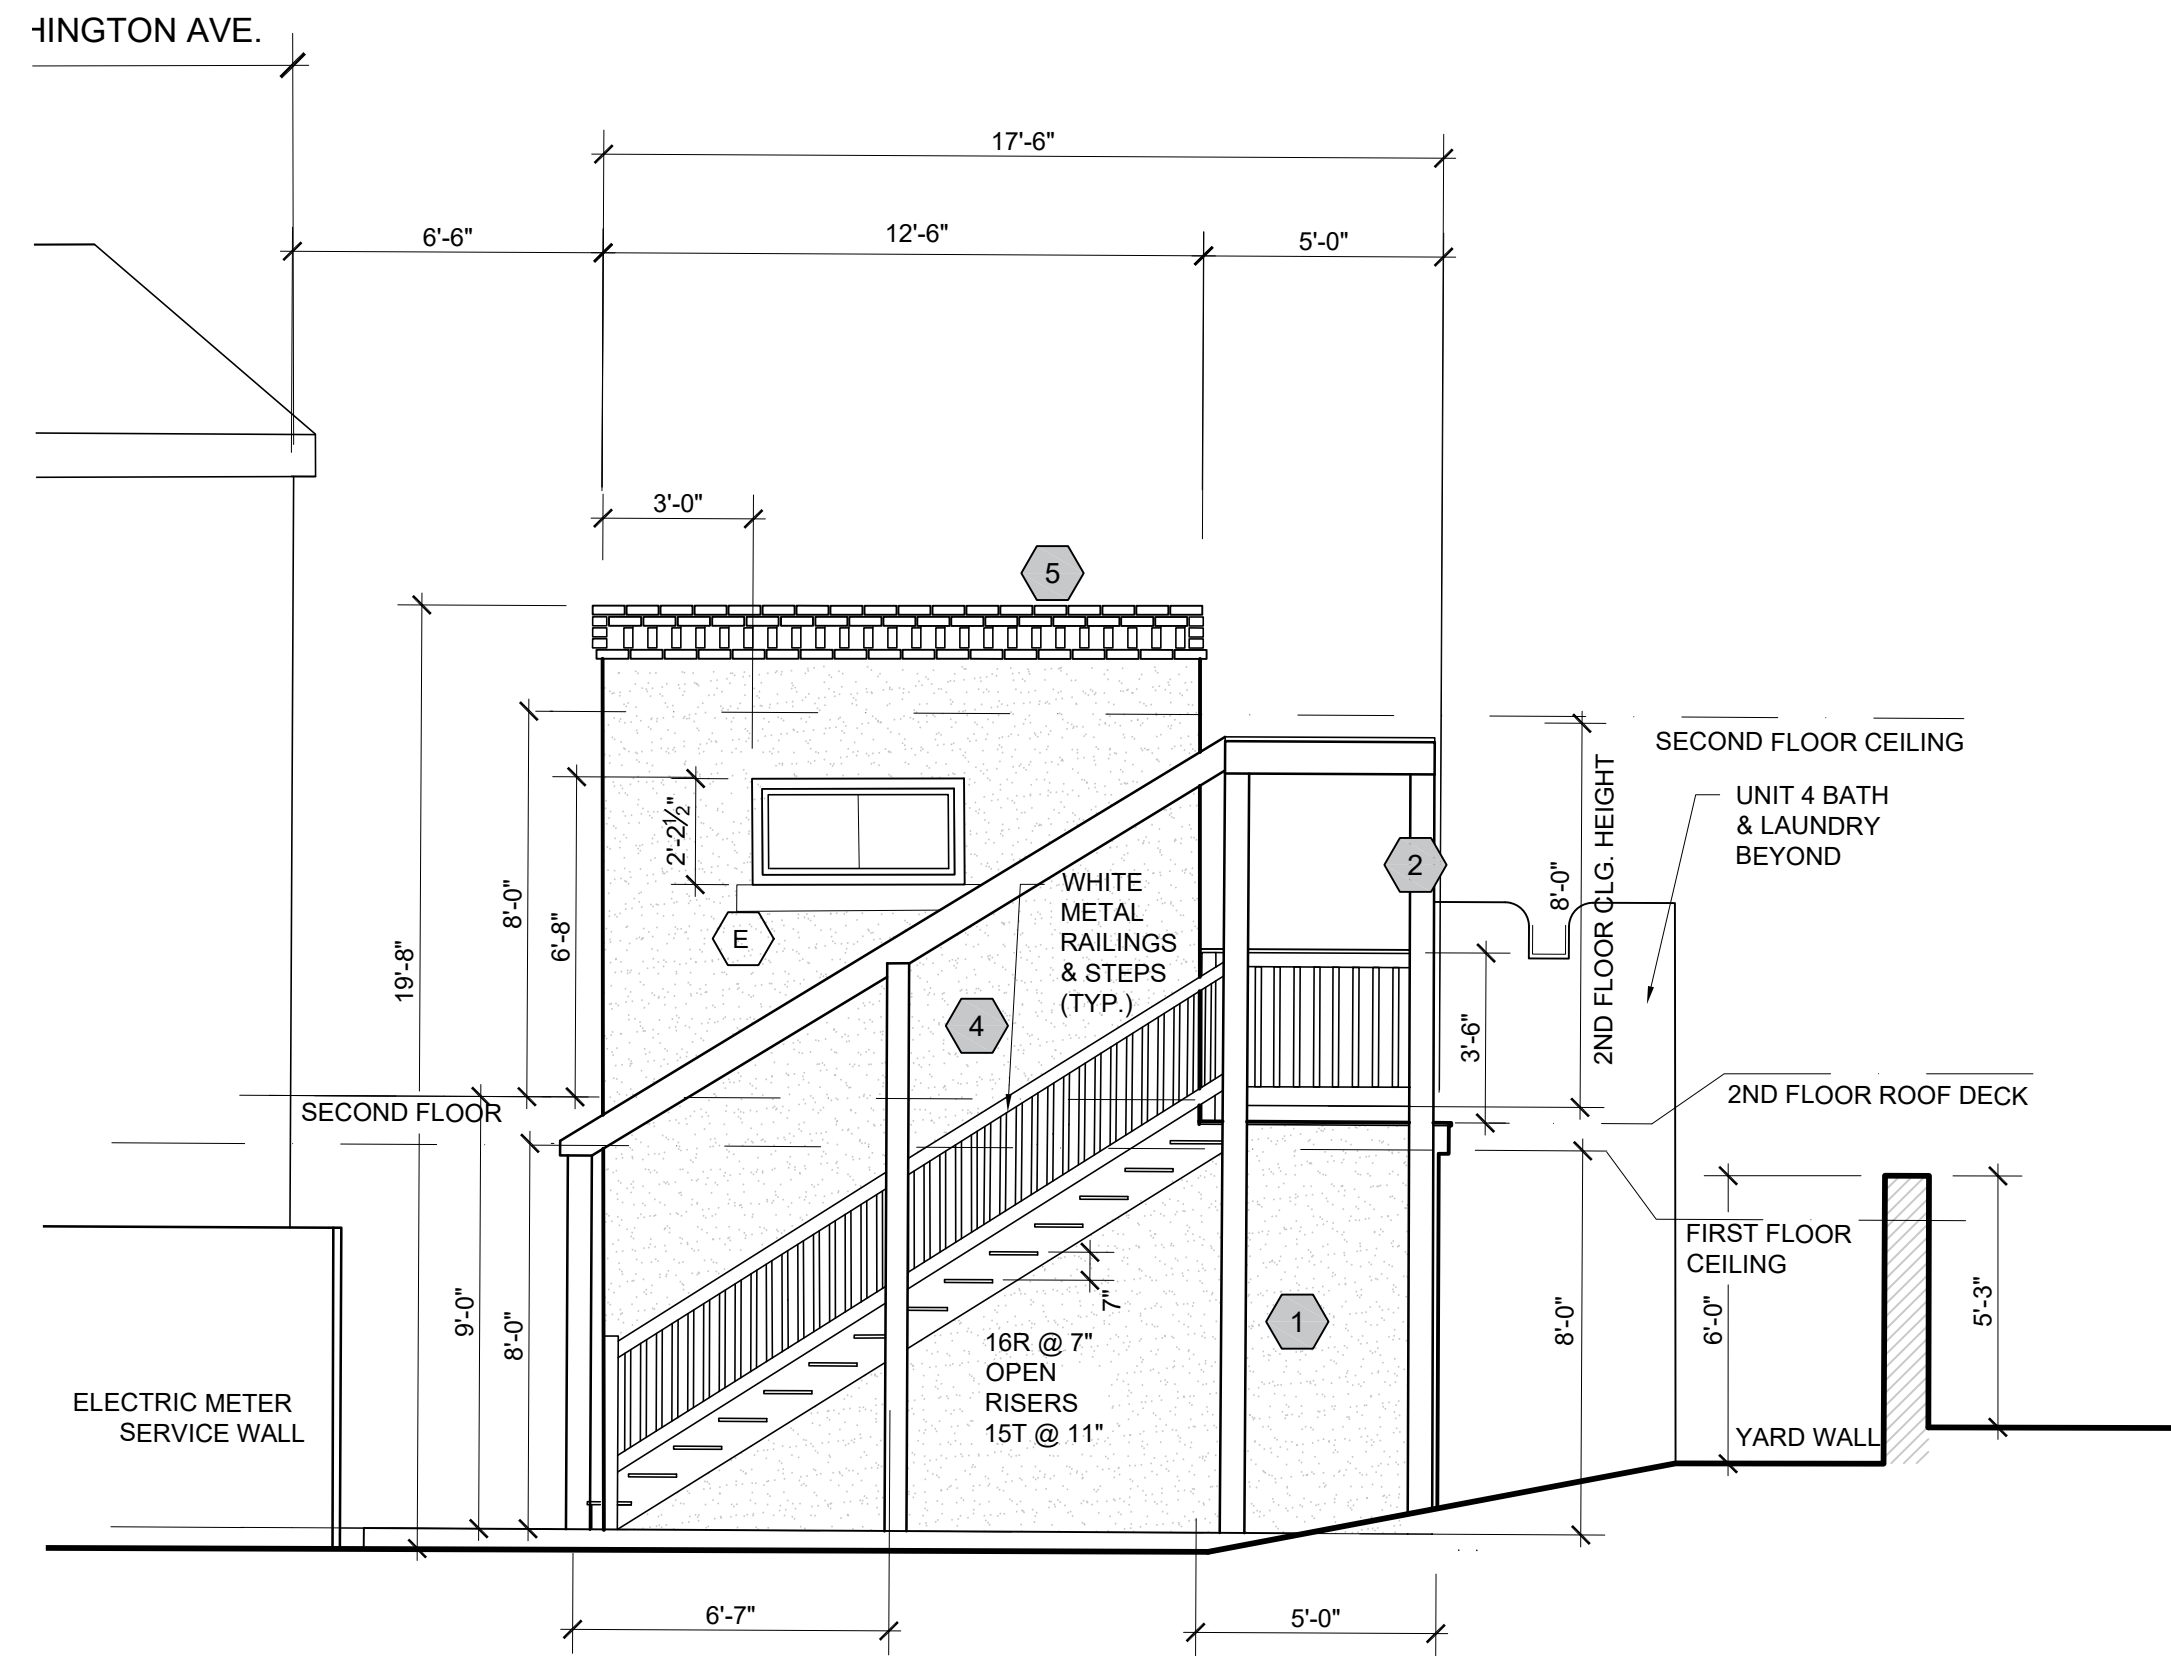 HINGTON AVE.
17'-6"
6'-6"
12'-6"
5'-0"
3'-0"
5
SECOND FLOOR CEILING
UNIT 4 BATH
& LAUNDRY
BEYOND
2'-2½"
8'-0"
6'-8"
19'-8"
E
WHITE
METAL
RAILINGS
& STEPS
(TYP.)
4
2
8'-0"
2ND FLOOR CLG. HEIGHT
3'-6"
SECOND FLOOR
2ND FLOOR ROOF DECK
FIRST FLOOR
CEILING
9'-0"
8'-0"
7"
16R @ 7"
OPEN
RISERS
15T @ 11"
1
8'-0"
6'-0"
5'-3"
ELECTRIC METER
SERVICE WALL
YARD WALL
6'-7"
5'-0"